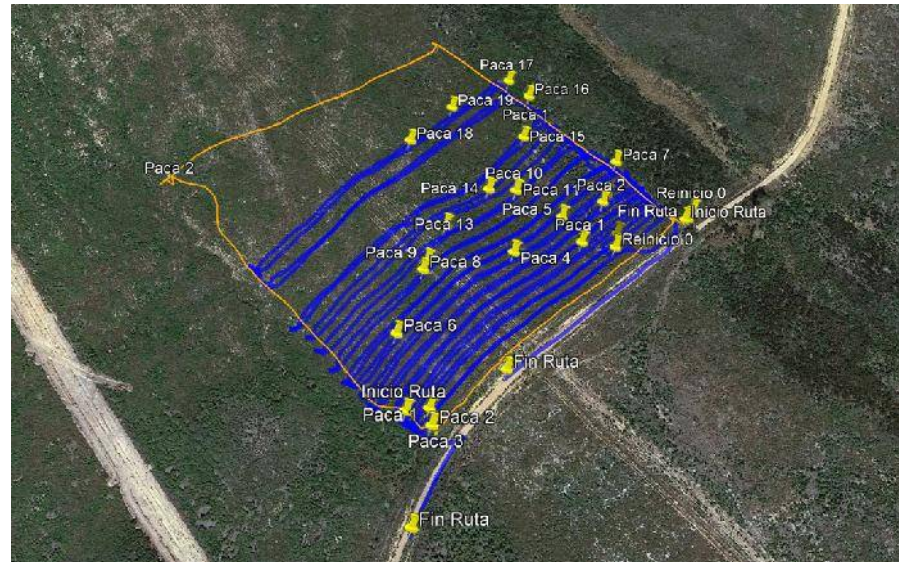 Paca 17
Paca 16
Paca 19
Paca 1
Paca 15
Paca 18
Paca 7
Paca 2
Paca 10
Paca 14
Paca 11
Paca 2
Reinicio 0
Paca 5
Fin Ruta
Inicio Ruta
Paca 13
Paca 1
Reinicio 0
Paca 9
Paca 8
Paca 4
Paca 6
Fin Ruta
Inicio Ruta
Paca 1
Paca 2
Paca 3
Fin Ruta